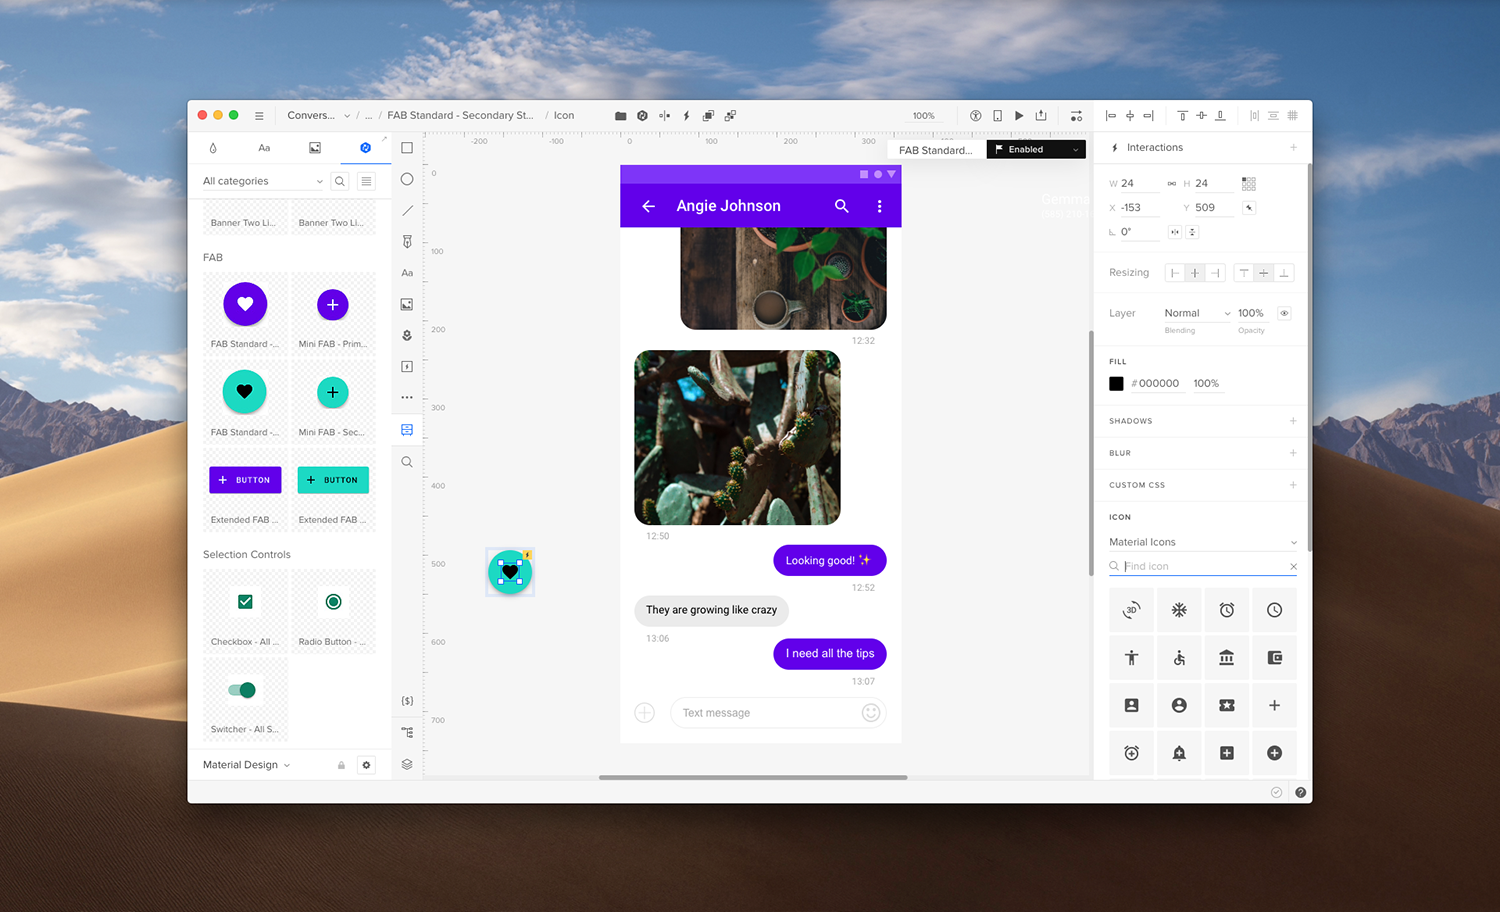 Convers...
/ ... / FAB Standard - Secondary St... / Icon
100%
Aa
All categories
Banner Two Li...
Banner Two Li...
FAB
FAB Standard -...
Mini FAB - Prim...
FAB Standard -...
Mini FAB - Sec...
+ BUTTON
+ BUTTON
Extended FAB ...
Extended FAB ...
Selection Controls
Checkbox - All ...
Radio Button - ...
Switcher - All S...
Material Design
Aa
{$}
-200
-100
0
100
200
300
0
100
200
300
400
500
600
700
FAB Standard...
Enabled
Gemma
Angie Johnson
12:32
12:50
Looking good! ✨
12:52
They are growing like crazy
13:06
I need all the tips
13:07
Text message
Interactions
W 24
H 24
X -153
Y 509
0°
Resizing
Layer
Normal
100%
Blending
Opacity
FILL
#000000
100%
SHADOWS
BLUR
CUSTOM CSS
ICON
Material Icons
Find icon
3D